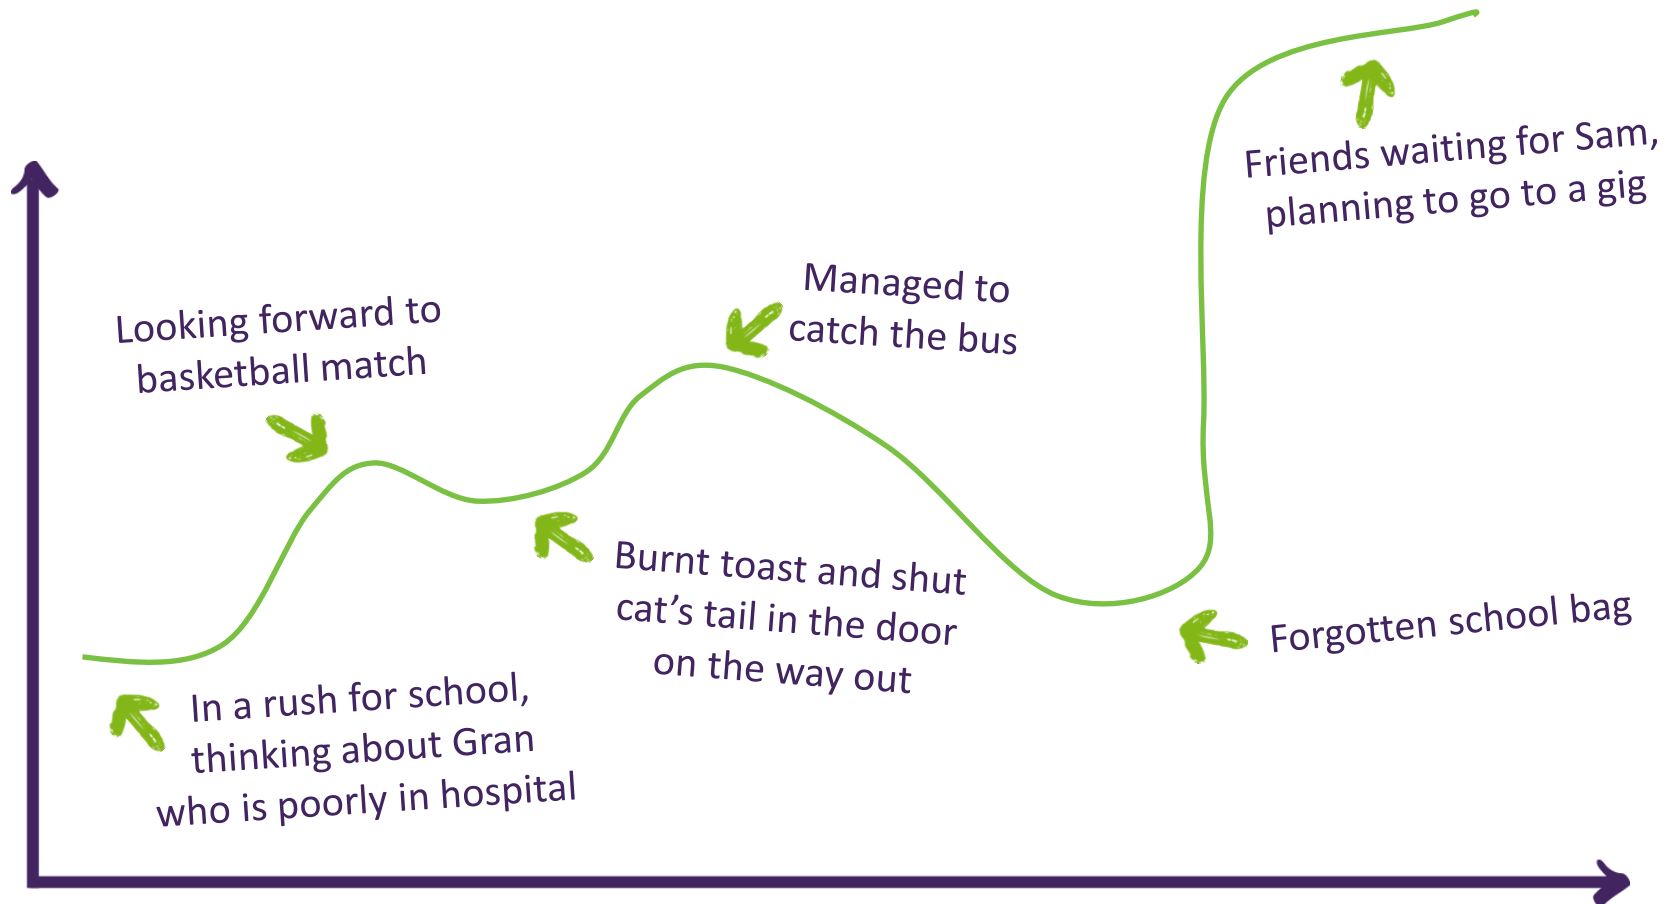 Looking forward to
basketball match
In a rush for school,
thinking about Gran
who is poorly in hospital
Managed to
catch the bus
Burnt toast and shut
cat’s tail in the door
on the way out
Friends waiting for Sam,
planning to go to a gig
Forgotten school bag